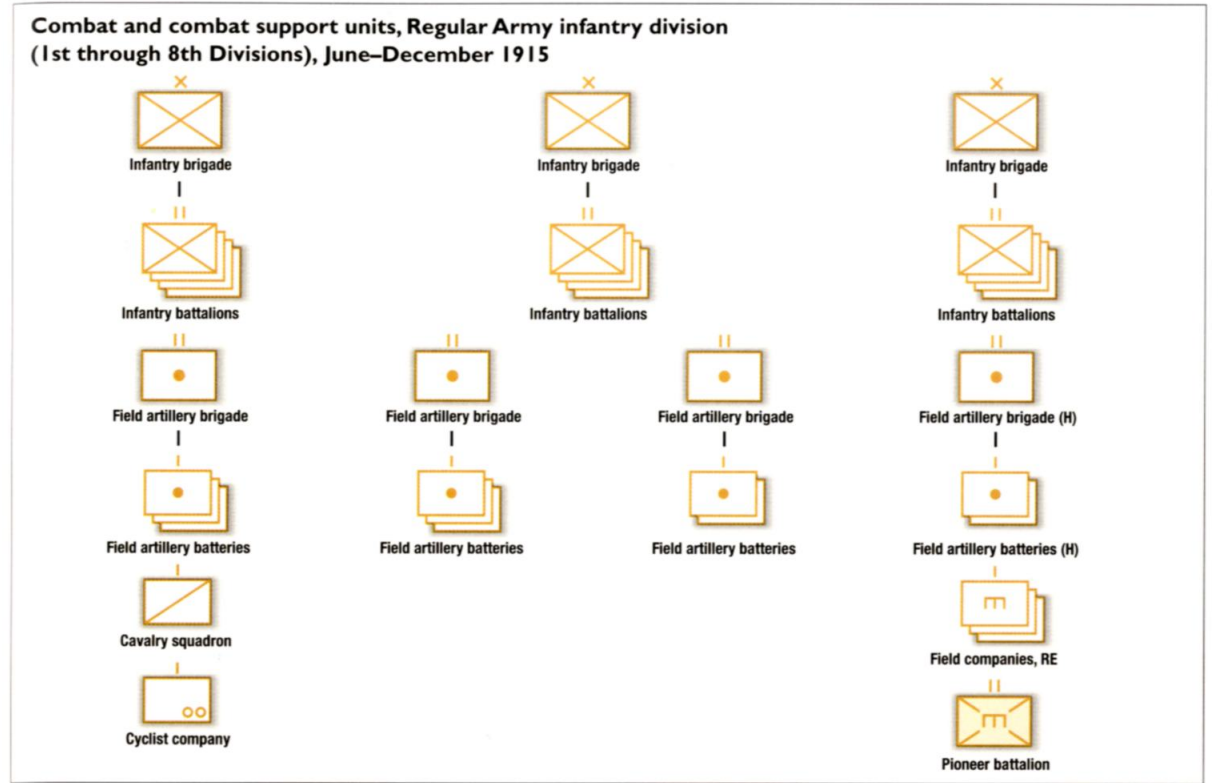 Combat and combat support units, Regular Army infantry division
(1st through 8th Divisions), June–December 1915
Infantry brigade
Infantry brigade
Infantry brigade
Infantry battalions
Infantry battalions
Infantry battalions
Field artillery brigade
Field artillery brigade
Field artillery brigade
Field artillery brigade (H)
Field artillery batteries
Field artillery batteries
Field artillery batteries
Field artillery batteries (H)
Cavalry squadron
Field companies, RE
Cyclist company
Pioneer battalion